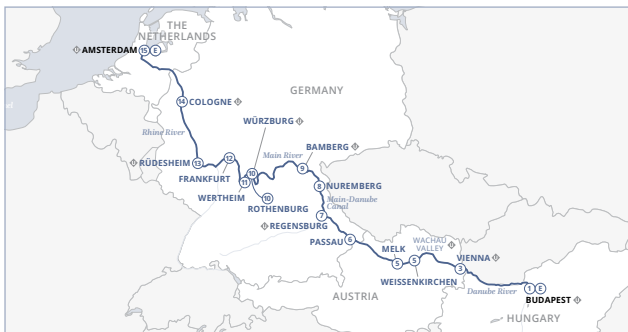 THE
NETHERLANDS
AMSTERDAM 15 E
GERMANY
14 COLOGNE
WÜRZBURG
Rhine River
BAMBERG
Main River
RÜDESHEIM 13
12
9
FRANKFURT
10
11
8 NUREMBERG
WERTHEIM
10
ROTHENBURG
Main-Danube
Canal
7
REGENSBURG
PASSAU 6
WACHAU
VALLEY
MELK
5
5
VIENNA
3
WEISSENKIRCHEN
Danube River
1 E
AUSTRIA
BUDAPEST
HUNGARY